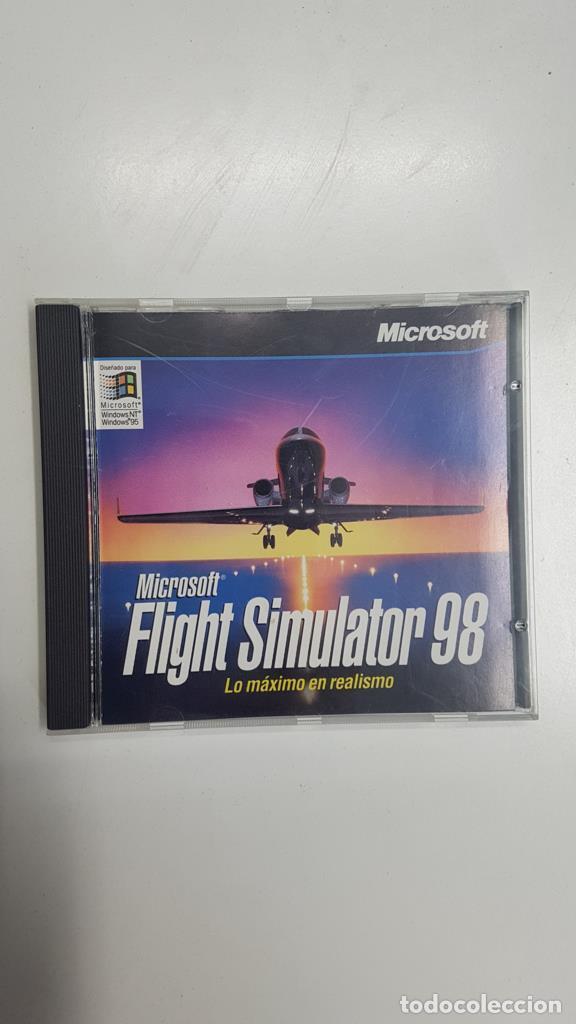 Microsoft
Diseñado para
Microsoft®
Windows NT®
Windows®95
Microsoft®
Flight Simulator 98
Lo máximo en realismo
todocoleccion